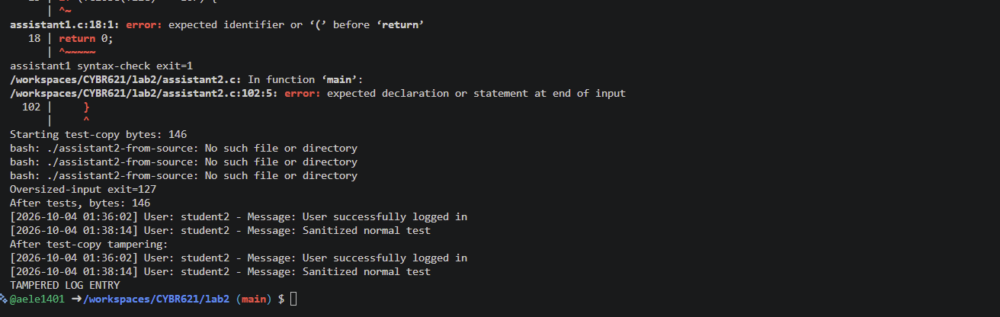 | ^~
assistant1.c:18:1: error: expected identifier or ‘(’ before ‘return’
   18 | return 0;
      | ^~~~~~
assistant1 syntax-check exit=1
/workspaces/CYBR621/lab2/assistant2.c: In function ‘main’:
/workspaces/CYBR621/lab2/assistant2.c:102:5: error: expected declaration or statement at end of input
  102 |     }
      |     ^
Starting test-copy bytes: 146
bash: ./assistant2-from-source: No such file or directory
bash: ./assistant2-from-source: No such file or directory
bash: ./assistant2-from-source: No such file or directory
Oversized-input exit=127
After tests, bytes: 146
[2026-10-04 01:36:02] User: student2 - Message: User successfully logged in
[2026-10-04 01:38:14] User: student2 - Message: Sanitized normal test
After test-copy tampering:
[2026-10-04 01:36:02] User: student2 - Message: User successfully logged in
[2026-10-04 01:38:14] User: student2 - Message: Sanitized normal test
TAMPERED LOG ENTRY
@aele1401 ➜ /workspaces/CYBR621/lab2 (main) $